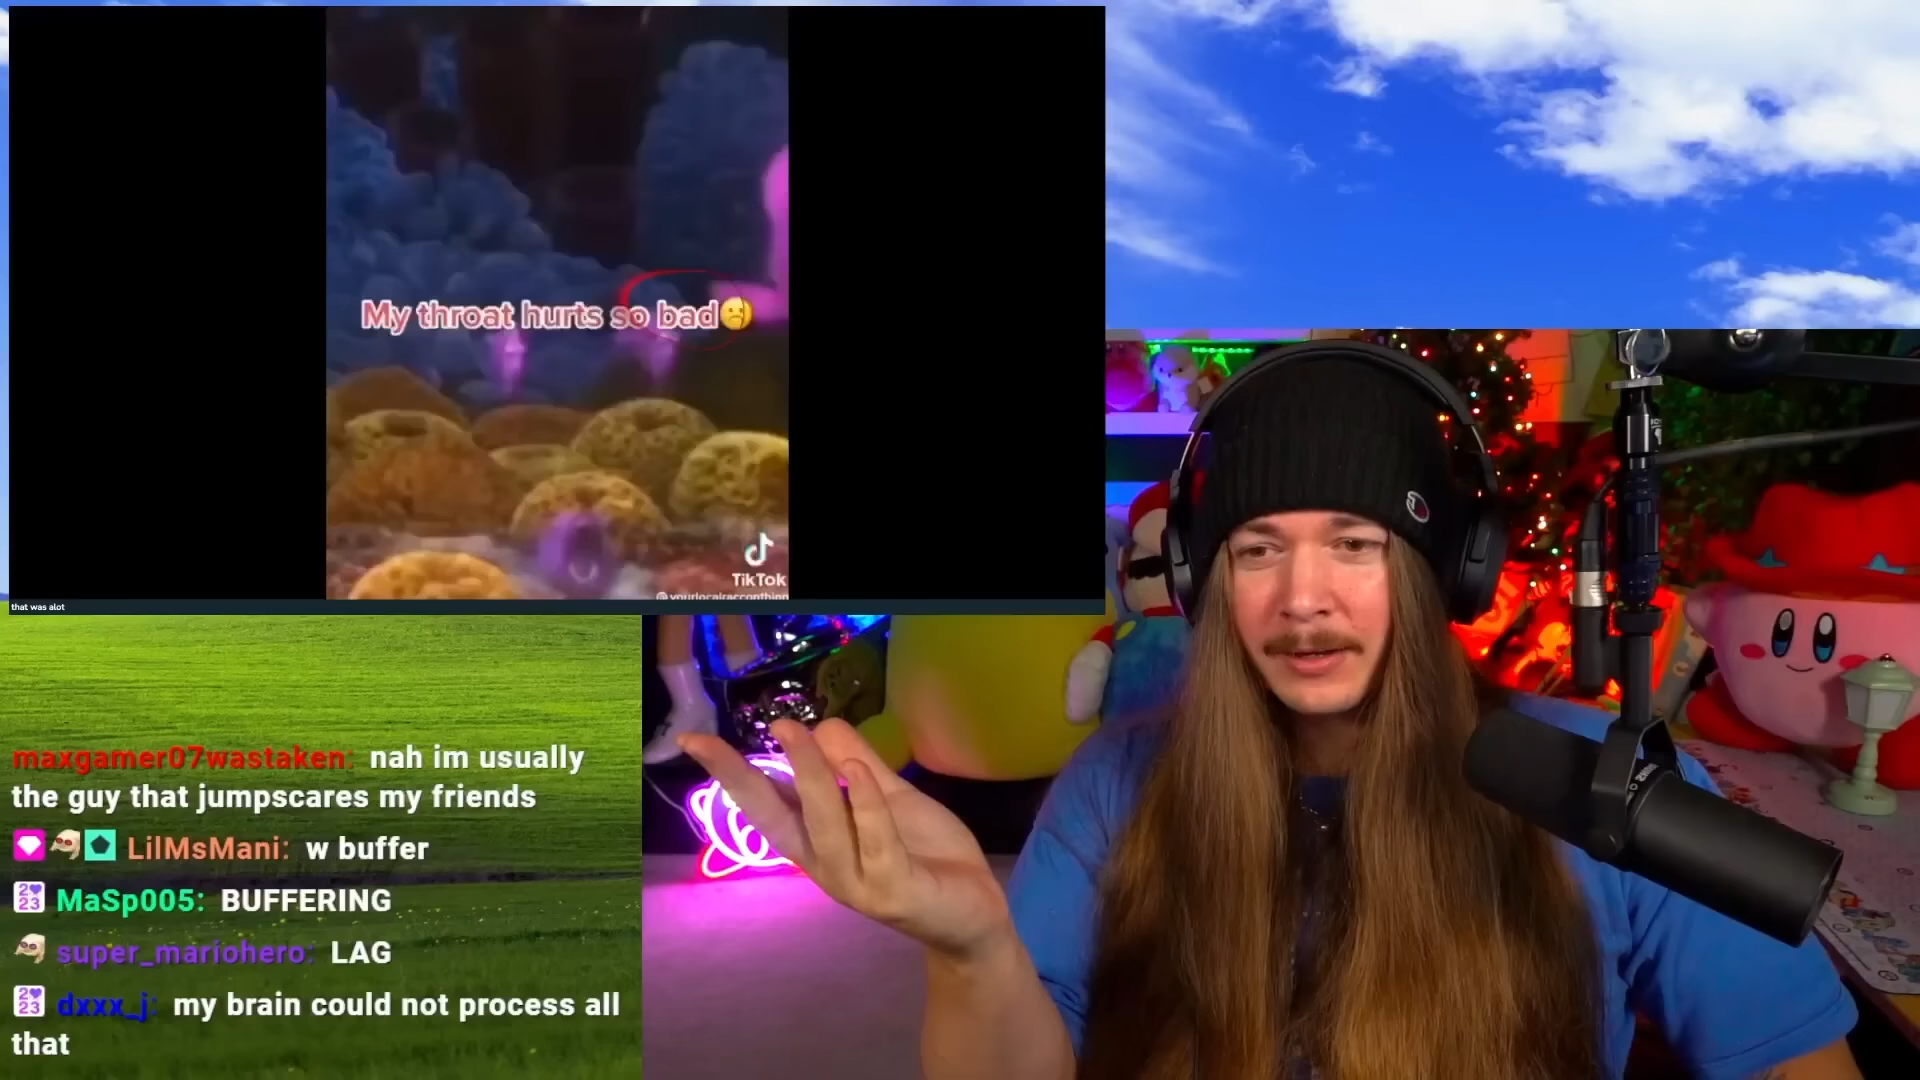 My throat hurts so bad
TikTok
@yourlocalracconthinn
that was alot
maxgamer07wastaken: nah im usually
the guy that jumpscares my friends
LilMsMani: w buffer
MaSp005: BUFFERING
super_mariohero: LAG
dxxx_j: my brain could not process all
that